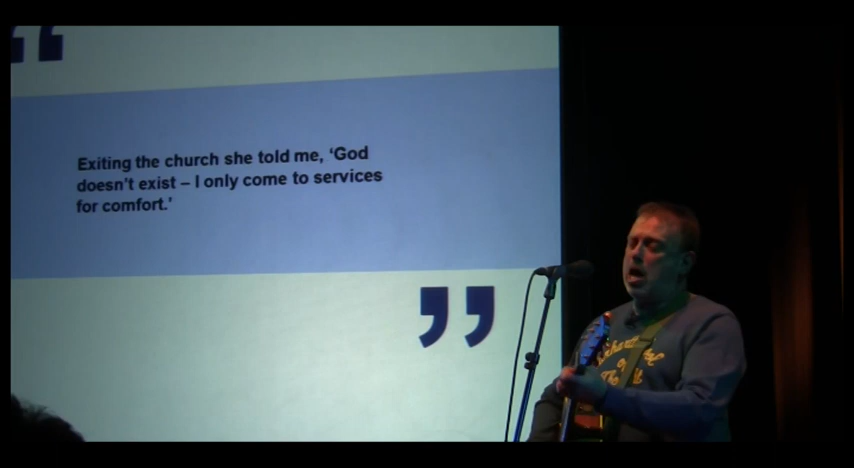 “
Exiting the church she told me, ‘God
doesn’t exist – I only come to services
for comfort.’
”